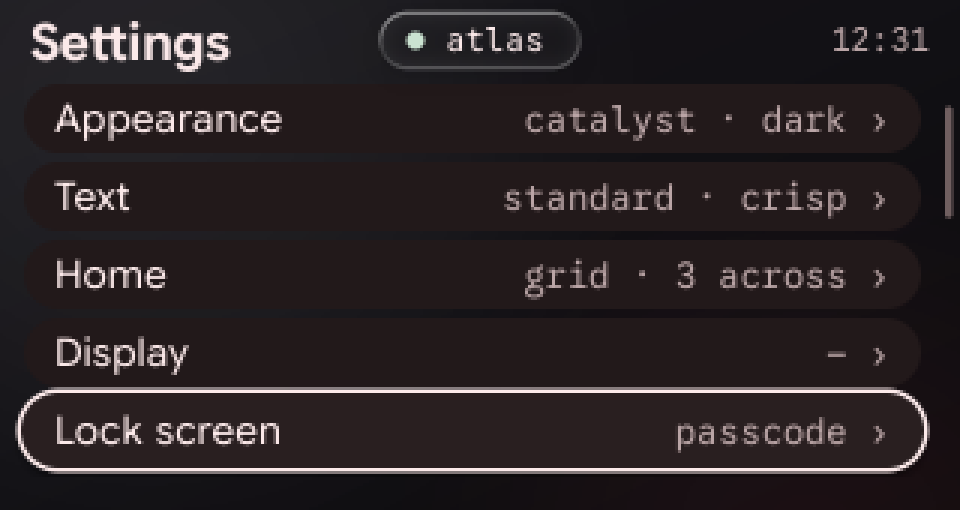 Settings atlas 12:31
Appearance catalyst · dark ›
Text standard · crisp ›
Home grid · 3 across ›
Display – ›
Lock screen passcode ›